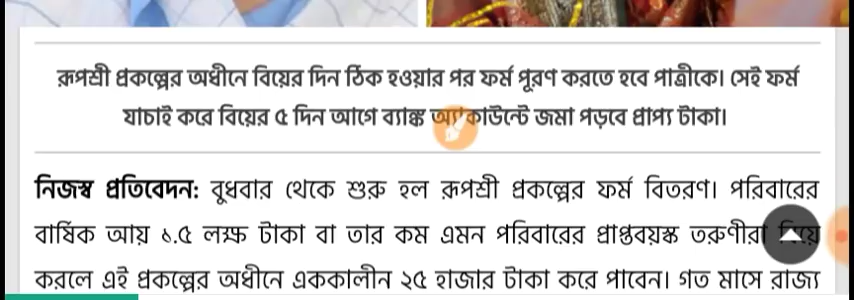 রূপশ্রী প্রকল্পের অধীনে বিয়ের দিন ঠিক হওয়ার পর ফর্ম পূরণ করতে হবে পাত্রীকে। সেই ফর্ম
যাচাই করে বিয়ের ৫ দিন আগে ব্যাঙ্ক অ্যাকাউন্টে জমা পড়বে প্রাপ্য টাকা।
নিজস্ব প্রতিবেদন: বুধবার থেকে শুরু হল রূপশ্রী প্রকল্পের ফর্ম বিতরণ। পরিবারের
বার্ষিক আয় ১.৫ লক্ষ টাকা বা তার কম এমন পরিবারের প্রাপ্তবয়স্ক তরুণীরা বিয়ে
করলে এই প্রকল্পের অধীনে এককালীন ২৫ হাজার টাকা করে পাবেন। গত মাসে রাজ্য